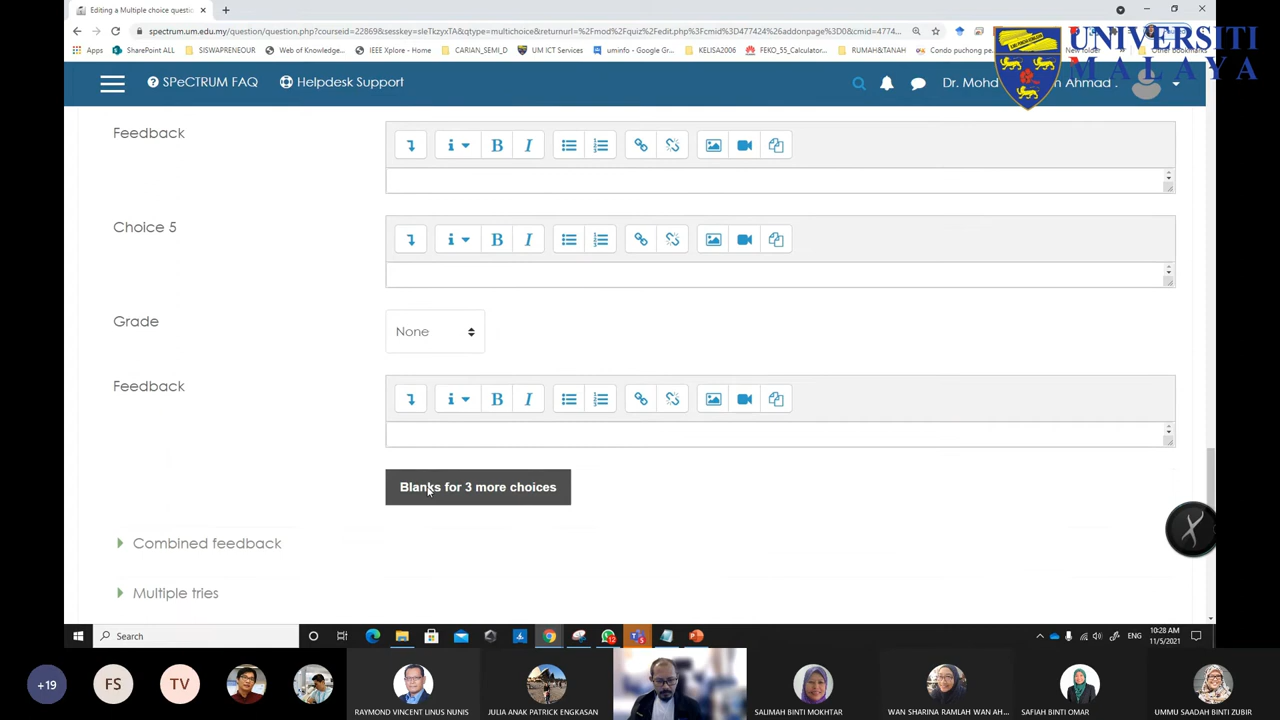 Editing a Multiple choice questi
spectrum.um.edu.my/question/question.php?courseid=22869&sesskey=sleTkzyx
=multichoice&returnurl=%2Fmod%2Fquiz%2Fedit.php%3Fcmid%3D477424%26addonpage%3D0&cmid=4774...
UNIVERSITI
MALAYA
Apps
SharePoint ALL
SISWAPRENEUR
Web of Knowledge...
IEEE Xplore - Home
CARIAN_SEMI_D
UM ICT Services
uminfo - Google Gr...
KELISA2006
FEKO_25_Calculator...
RUMAH&TANAH
Condo puchong pe...
New folder
Other bookmarks
SPeCTRUM FAQ
Helpdesk Support
Dr. Mohd
Ahmad .
Feedback
Choice 5
Grade
None
Feedback
Blanks for 3 more choices
Combined feedback
Multiple tries
Search
12
ENG
10:28 AM
11/5/2021
+19
FS
TV
RAYMOND VINCENT LINUS NUNIS
JULIA ANAK PATRICK ENGKASAN
SALIMAH BINTI MOKHTAR
WAN SHARINA RAMLAH WAN AH...
SAFIAH BINTI OMAR
UMMU SAADAH BINTI ZUBIR